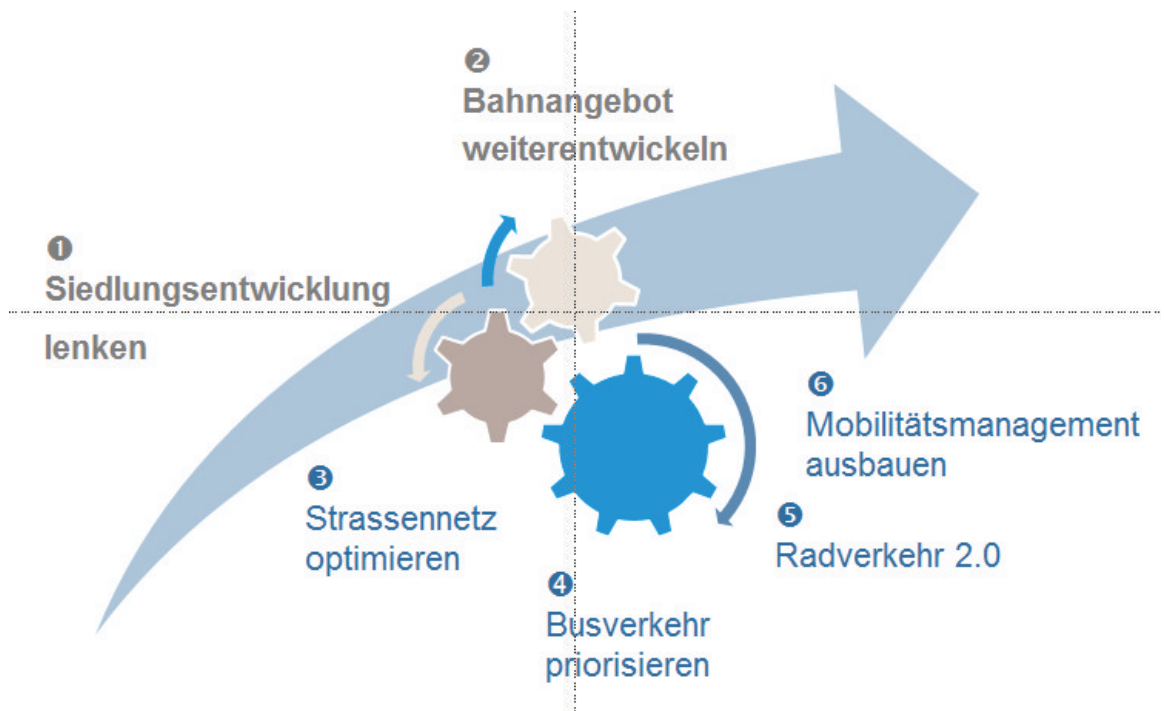 ❶
Siedlungsentwicklung
lenken
❷
Bahnangebot
weiterentwickeln
❸
Strassennetz
optimieren
❹
Busverkehr
priorisieren
❺
Radverkehr 2.0
❻
Mobilitätsmanagement
ausbauen